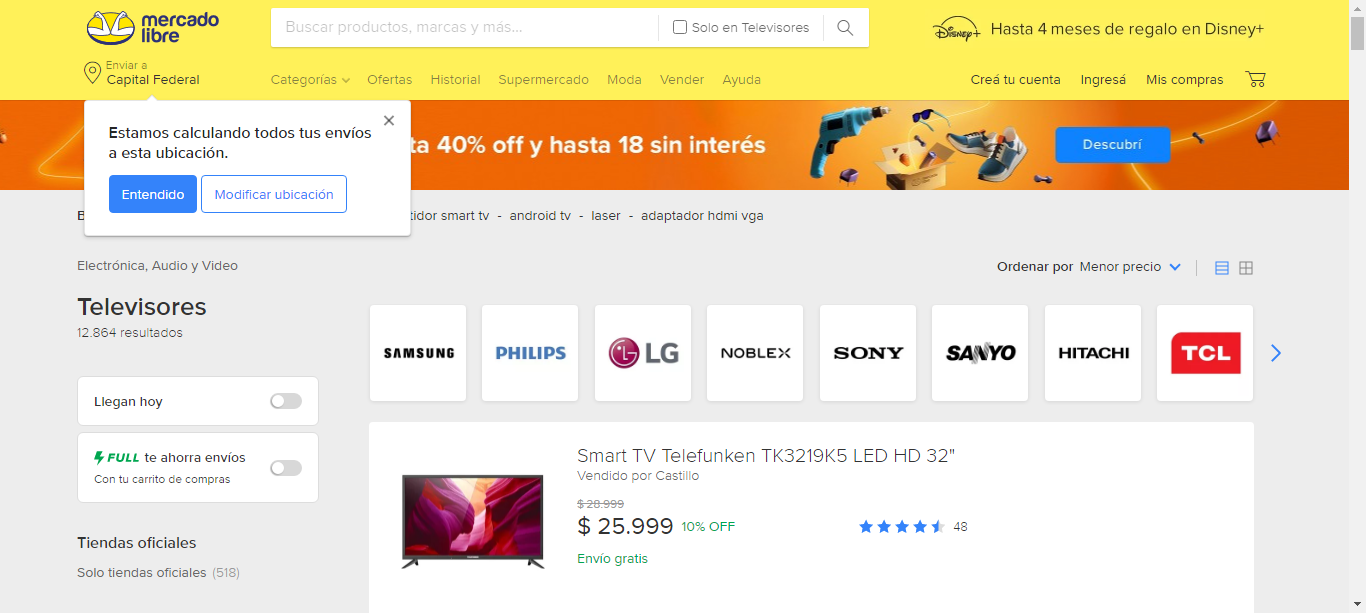 mercado
libre
Buscar productos, marcas y más...
Solo en Televisores
Disney+
Hasta 4 meses de regalo en Disney+
Enviar a
Capital Federal
Categorías
Ofertas
Historial
Supermercado
Moda
Vender
Ayuda
Creá tu cuenta
Ingresá
Mis compras
Estamos calculando todos tus envíos
a esta ubicación.
Entendido
Modificar ubicación
ta 40% off y hasta 18 sin interés
Descubrí
B
tidor smart tv - android tv - laser - adaptador hdmi vga
Electrónica, Audio y Video
Ordenar por Menor precio
Televisores
12.864 resultados
SAMSUNG
PHILIPS
LG
NOBLEX
SONY
SANYO
HITACHI
TCL
Llegan hoy
FULL te ahorra envíos
Con tu carrito de compras
Tiendas oficiales
Solo tiendas oficiales (518)
Smart TV Telefunken TK3219K5 LED HD 32"
Vendido por Castillo
$ 28.999
$ 25.999 10% OFF
48
Envío gratis